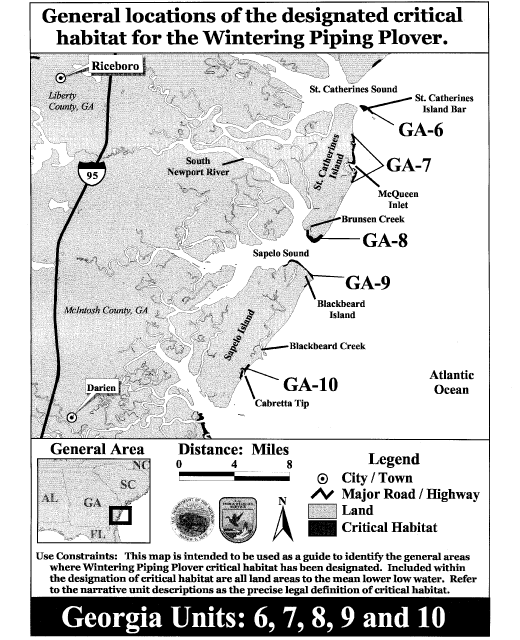 General locations of the designated critical
habitat for the Wintering Piping Plover.
Riceboro
Liberty
County, GA
St. Catherines Sound
St. Catherines
Island Bar
GA-6
95
South
Newport River
St. Catherines
Island
GA-7
McQueen
Inlet
Brunsen Creek
GA-8
Sapelo Sound
GA-9
Blackbeard
Island
McIntosh County, GA
Sapelo Island
Blackbeard Creek
Darien
GA-10
Cabretta Tip
Atlantic
Ocean
General Area
NC
SC
AL
GA
FL
Distance: Miles
0 4 8
N
Legend
City / Town
Major Road / Highway
Land
Critical Habitat
Use Constraints: This map is intended to be used as a guide to identify the general areas
where Wintering Piping Plover critical habitat has been designated. Included within
the designation of critical habitat are all land areas to the mean lower low water. Refer
to the narrative unit descriptions as the precise legal definition of critical habitat.
Georgia Units: 6, 7, 8, 9 and 10